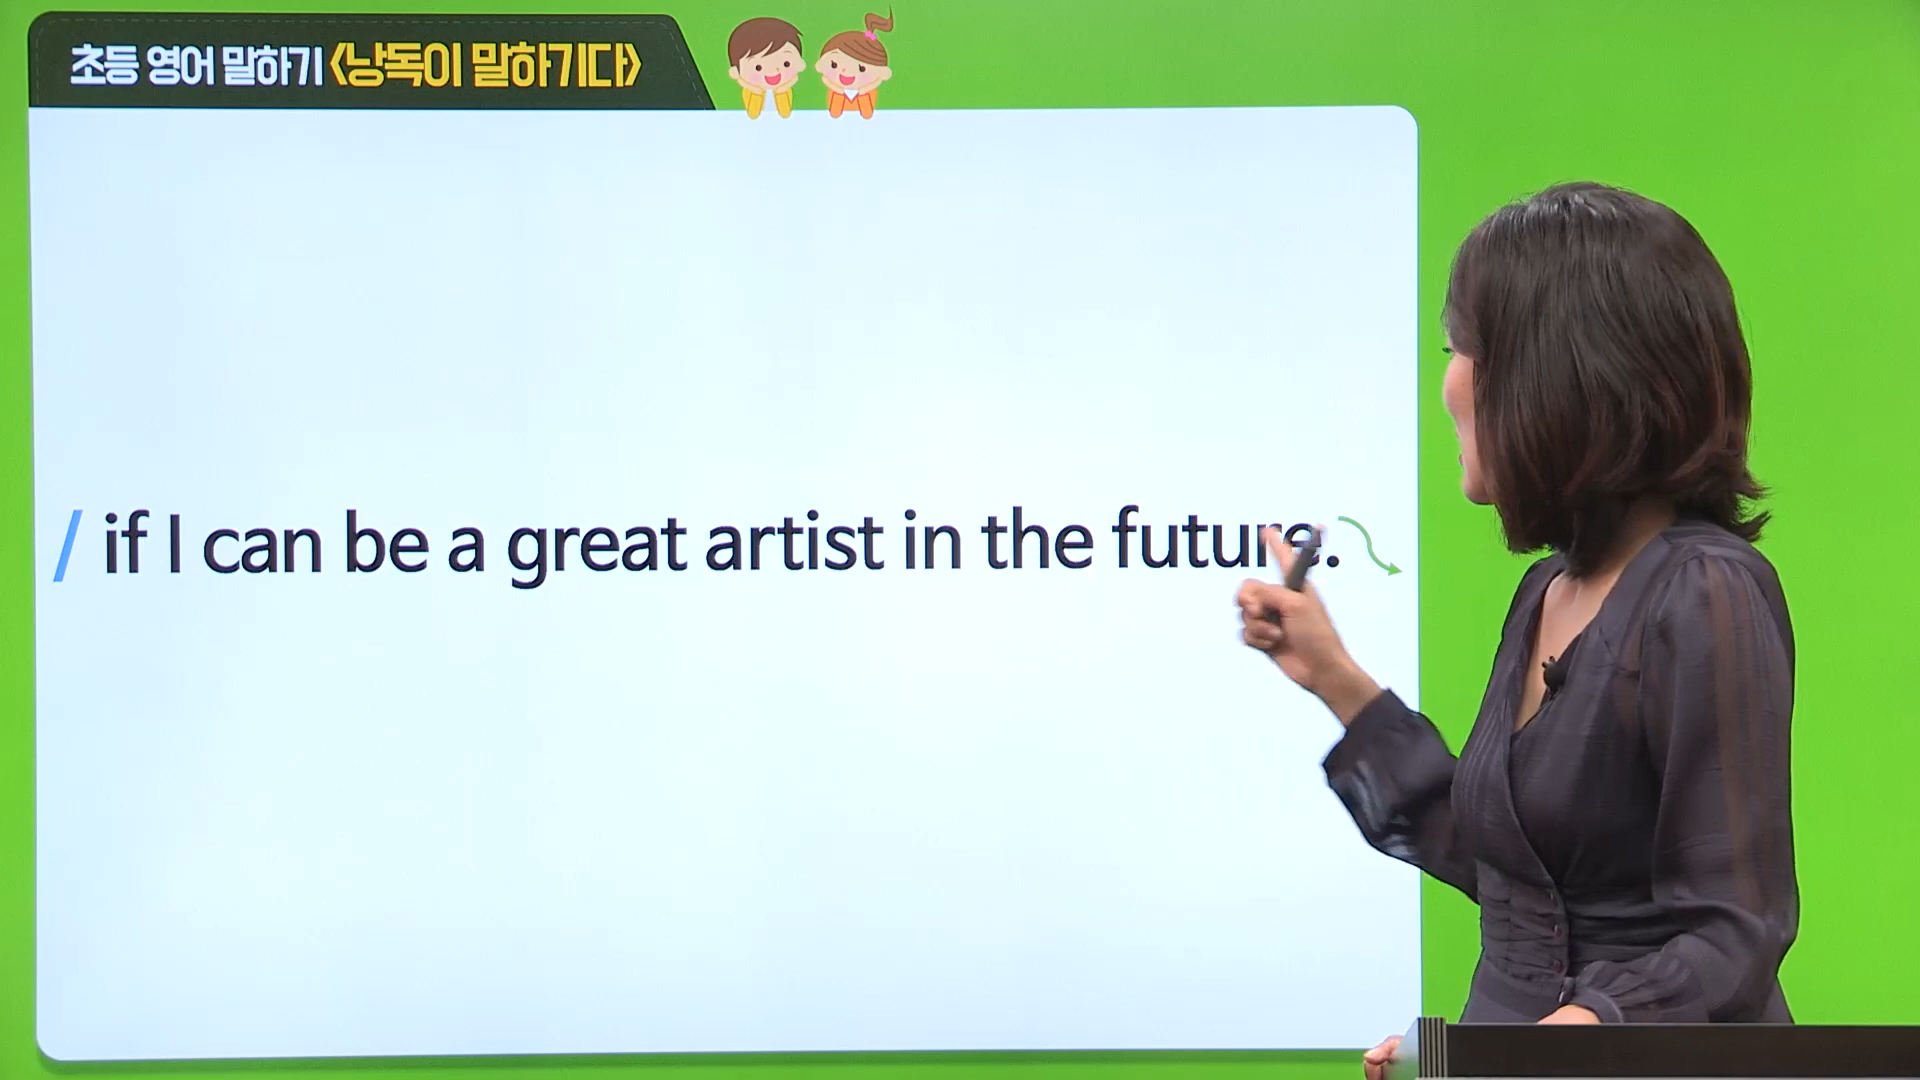 초등 영어 말하기 <낭독이 말하기다>
/ if I can be a great artist in the future.